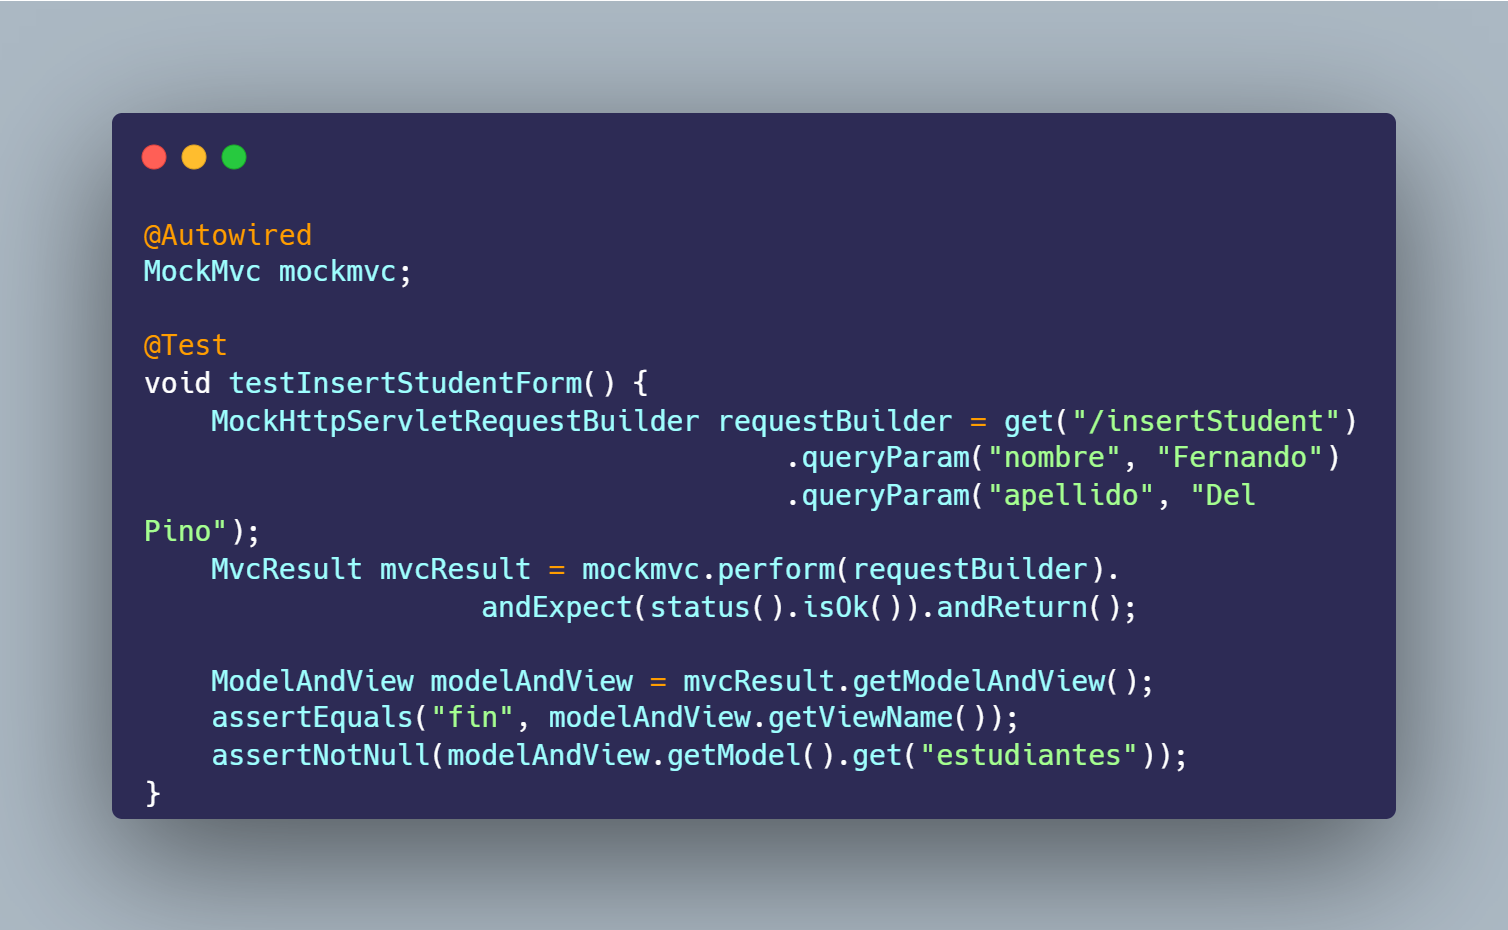 @Autowired
MockMvc mockmvc;
@Test
void testInsertStudentForm() {
    MockHttpServletRequestBuilder requestBuilder = get("/insertStudent")
                                      .queryParam("nombre", "Fernando")
                                      .queryParam("apellido", "Del
Pino");
    MvcResult mvcResult = mockmvc.perform(requestBuilder).
                    andExpect(status().isOk()).andReturn();
    ModelAndView modelAndView = mvcResult.getModelAndView();
    assertEquals("fin", modelAndView.getViewName());
    assertNotNull(modelAndView.getModel().get("estudiantes"));
}